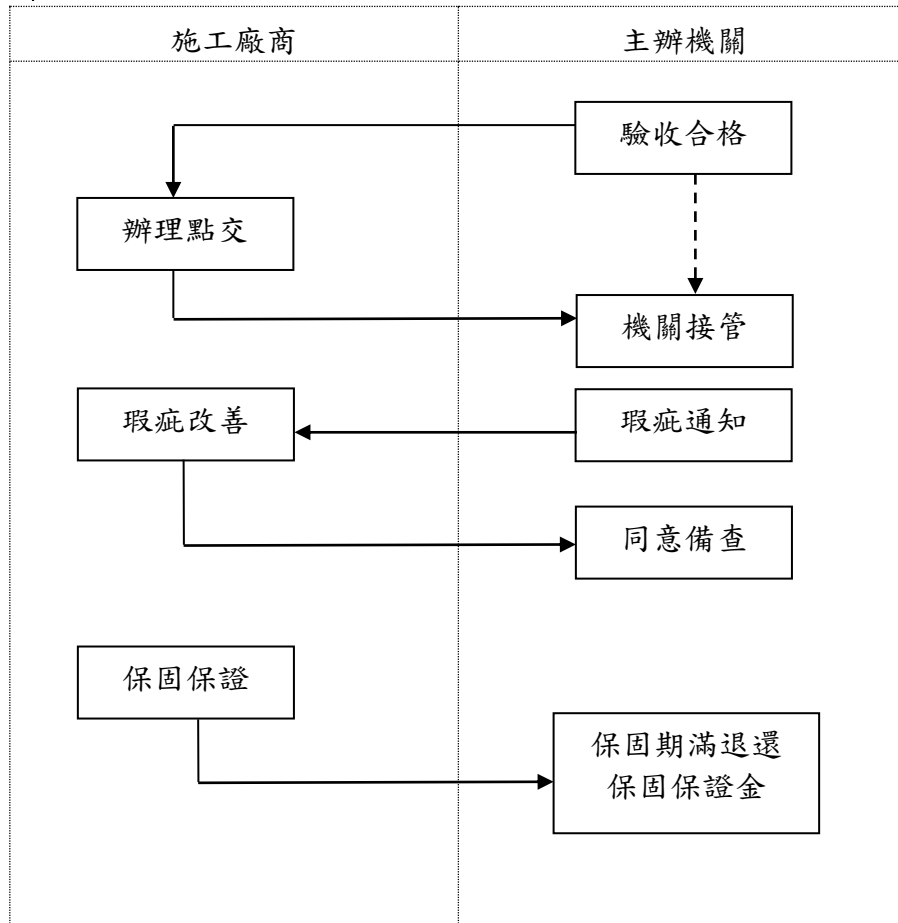 施工廠商
主辦機關
驗收合格
辦理點交
機關接管
瑕疵改善
瑕疵通知
同意備查
保固保證
保固期滿退還
保固保證金